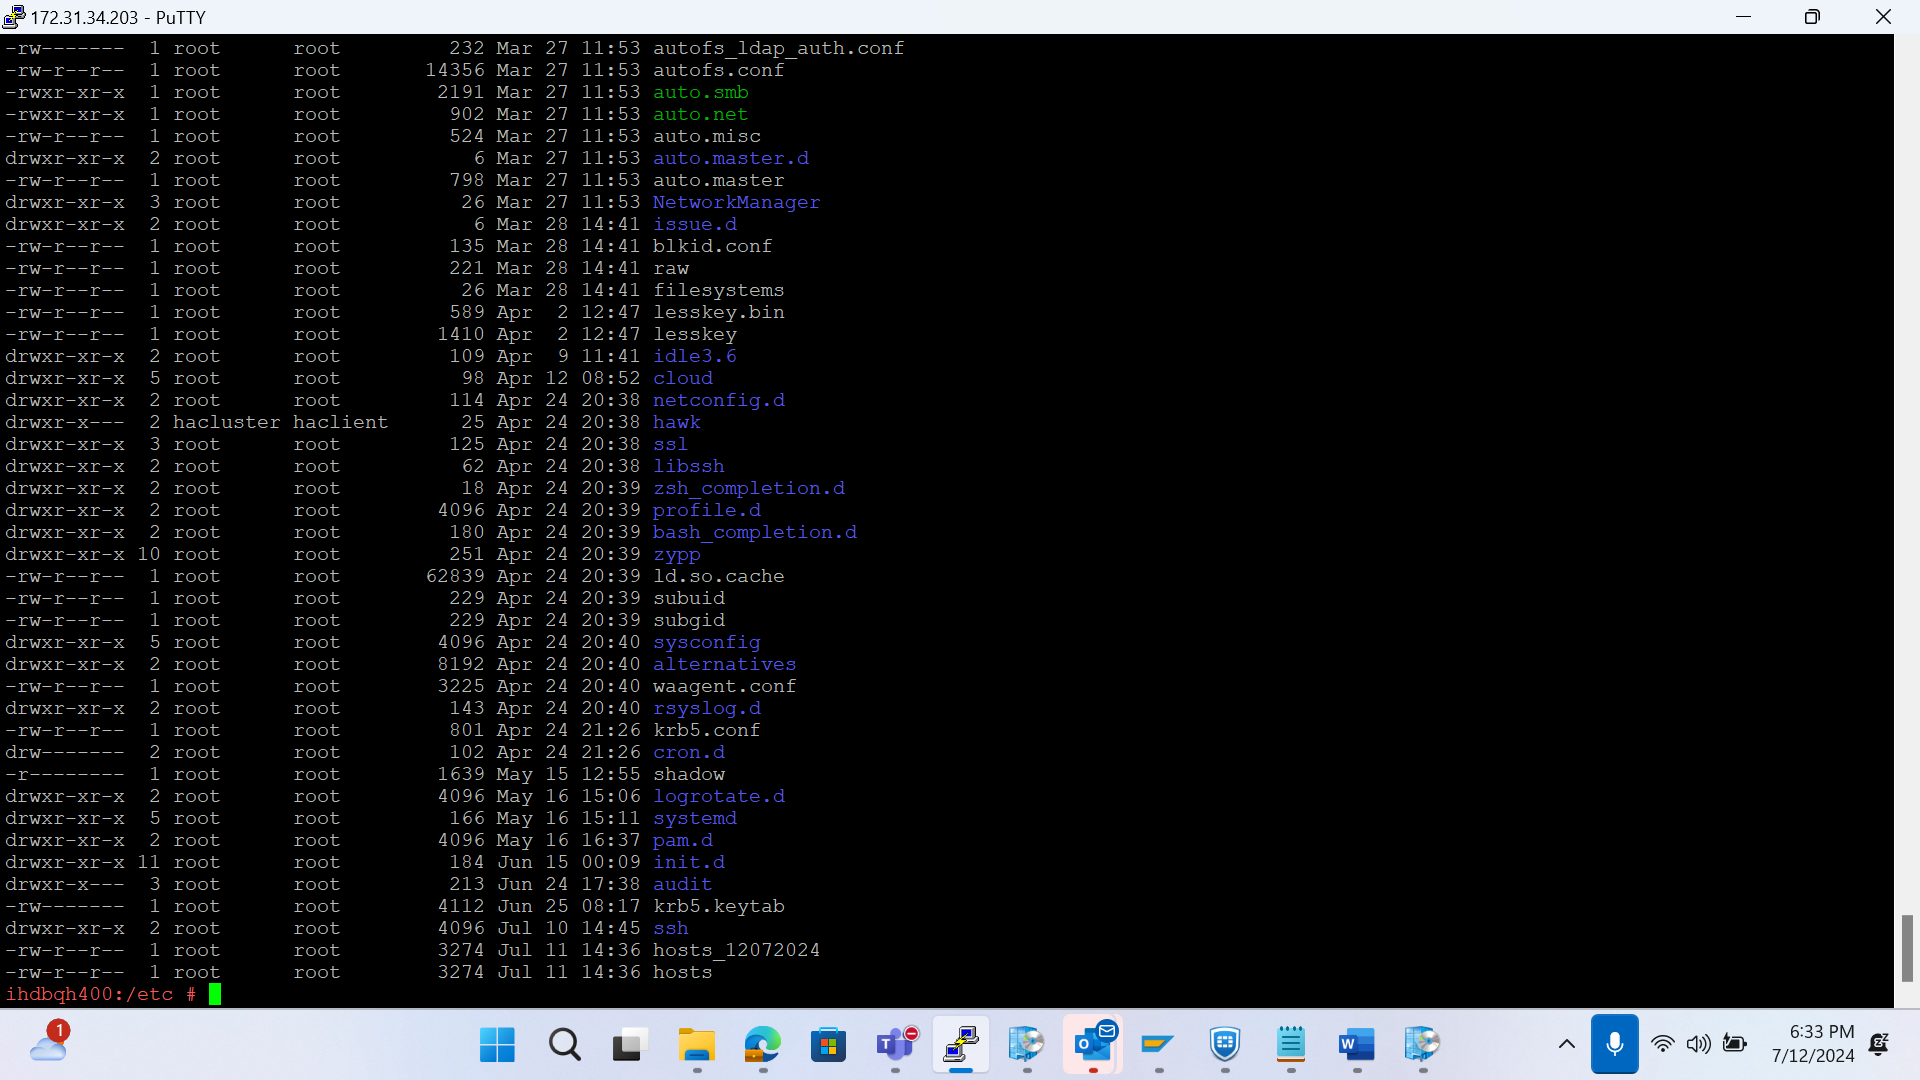 172.31.34.203 - PuTTY
-rw------- 1 root root 232 Mar 27 11:53 autofs_ldap_auth.conf
-rw-r--r-- 1 root root 14356 Mar 27 11:53 autofs.conf
-rwxr-xr-x 1 root root 2191 Mar 27 11:53 auto.smb
-rwxr-xr-x 1 root root 902 Mar 27 11:53 auto.net
-rw-r--r-- 1 root root 524 Mar 27 11:53 auto.misc
drwxr-xr-x 2 root root 6 Mar 27 11:53 auto.master.d
-rw-r--r-- 1 root root 798 Mar 27 11:53 auto.master
drwxr-xr-x 3 root root 26 Mar 27 11:53 NetworkManager
drwxr-xr-x 2 root root 6 Mar 28 14:41 issue.d
-rw-r--r-- 1 root root 135 Mar 28 14:41 blkid.conf
-rw-r--r-- 1 root root 221 Mar 28 14:41 raw
-rw-r--r-- 1 root root 26 Mar 28 14:41 filesystems
-rw-r--r-- 1 root root 589 Apr 2 12:47 lesskey.bin
-rw-r--r-- 1 root root 1410 Apr 2 12:47 lesskey
drwxr-xr-x 2 root root 109 Apr 9 11:41 idle3.6
drwxr-xr-x 5 root root 98 Apr 12 08:52 cloud
drwxr-xr-x 2 root root 114 Apr 24 20:38 netconfig.d
drwxr-x--- 2 hacluster haclient 25 Apr 24 20:38 hawk
drwxr-xr-x 3 root root 125 Apr 24 20:38 ssl
drwxr-xr-x 2 root root 62 Apr 24 20:38 libssh
drwxr-xr-x 2 root root 18 Apr 24 20:39 zsh_completion.d
drwxr-xr-x 2 root root 4096 Apr 24 20:39 profile.d
drwxr-xr-x 2 root root 180 Apr 24 20:39 bash_completion.d
drwxr-xr-x 10 root root 251 Apr 24 20:39 zypp
-rw-r--r-- 1 root root 62839 Apr 24 20:39 ld.so.cache
-rw-r--r-- 1 root root 229 Apr 24 20:39 subuid
-rw-r--r-- 1 root root 229 Apr 24 20:39 subgid
drwxr-xr-x 5 root root 4096 Apr 24 20:40 sysconfig
drwxr-xr-x 2 root root 8192 Apr 24 20:40 alternatives
-rw-r--r-- 1 root root 3225 Apr 24 20:40 waagent.conf
drwxr-xr-x 2 root root 143 Apr 24 20:40 rsyslog.d
-rw-r--r-- 1 root root 801 Apr 24 21:26 krb5.conf
drw------- 2 root root 102 Apr 24 21:26 cron.d
-r-------- 1 root root 1639 May 15 12:55 shadow
drwxr-xr-x 2 root root 4096 May 16 15:06 logrotate.d
drwxr-xr-x 5 root root 166 May 16 15:11 systemd
drwxr-xr-x 2 root root 4096 May 16 16:37 pam.d
drwxr-xr-x 11 root root 184 Jun 15 00:09 init.d
drwxr-x--- 3 root root 213 Jun 24 17:38 audit
-rw------- 1 root root 4112 Jun 25 08:17 krb5.keytab
drwxr-xr-x 2 root root 4096 Jul 10 14:45 ssh
-rw-r--r-- 1 root root 3274 Jul 11 14:36 hosts_12072024
-rw-r--r-- 1 root root 3274 Jul 11 14:36 hosts
ihdbqh400:/etc #
1
6:33 PM
7/12/2024